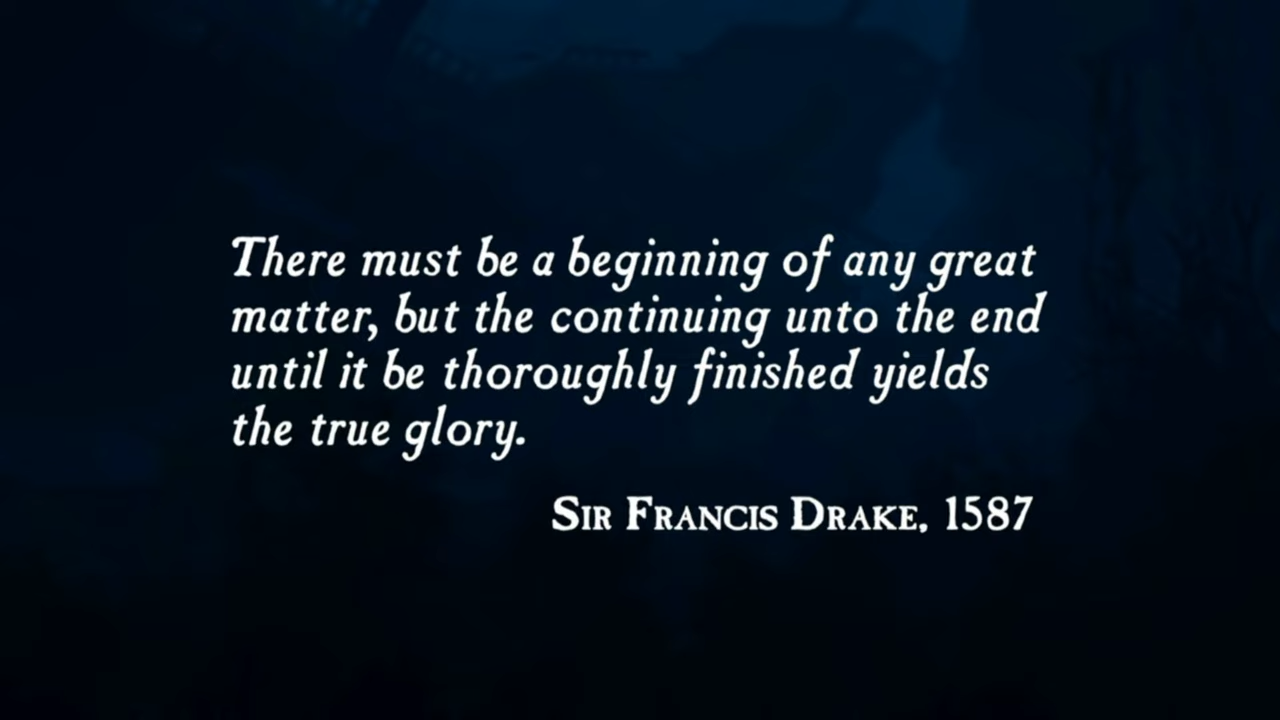 There must be a beginning of any great
matter, but the continuing unto the end
until it be thoroughly finished yields
the true glory.
Sir Francis Drake, 1587